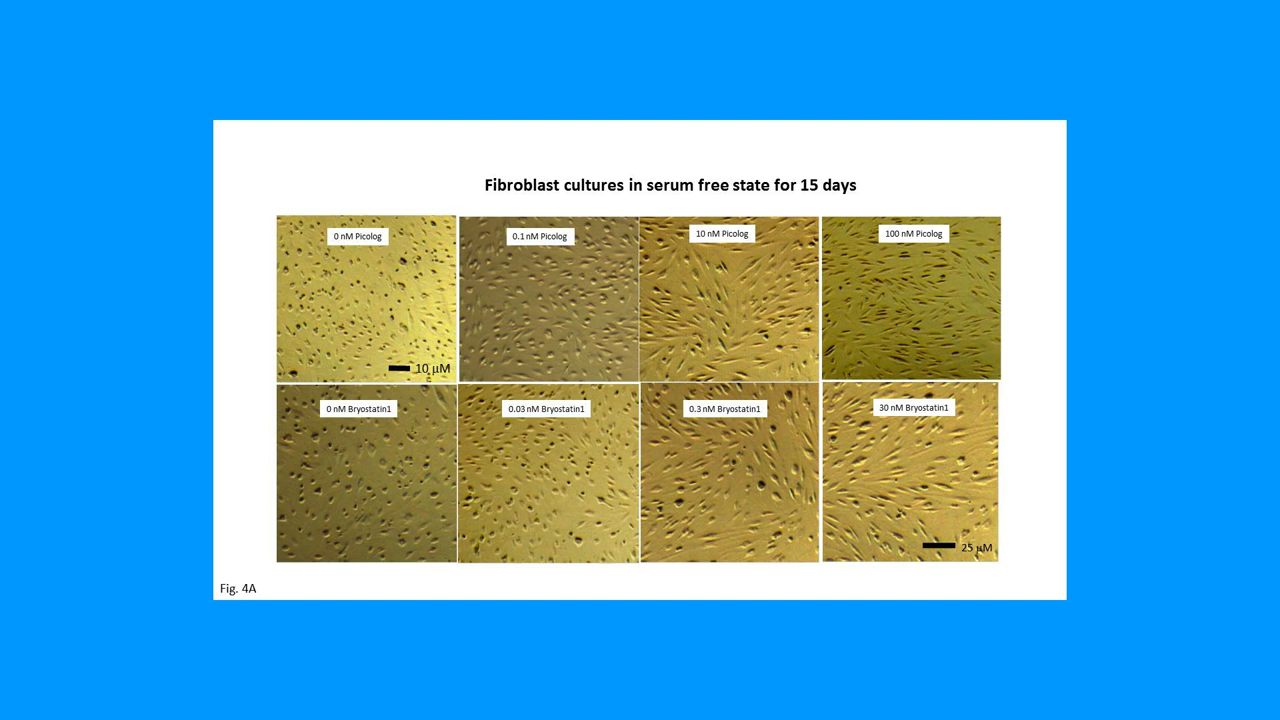 Fibroblast cultures in serum free state for 15 days
0 nM Picolog
0.1 nM Picolog
10 nM Picolog
100 nM Picolog
10 µM
0 nM Bryostatin1
0.03 nM Bryostatin1
0.3 nM Bryostatin1
30 nM Bryostatin1
25 µM
Fig. 4A